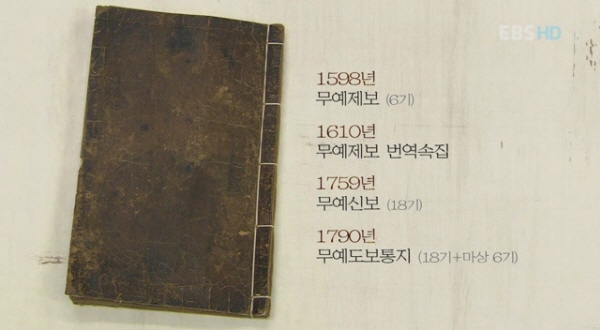 EBS HD
1598년
무예제보 (6기)
1610년
무예제보 번역속집
1759년
무예신보 (18기)
1790년
무예도보통지 (18기+마상 6기)